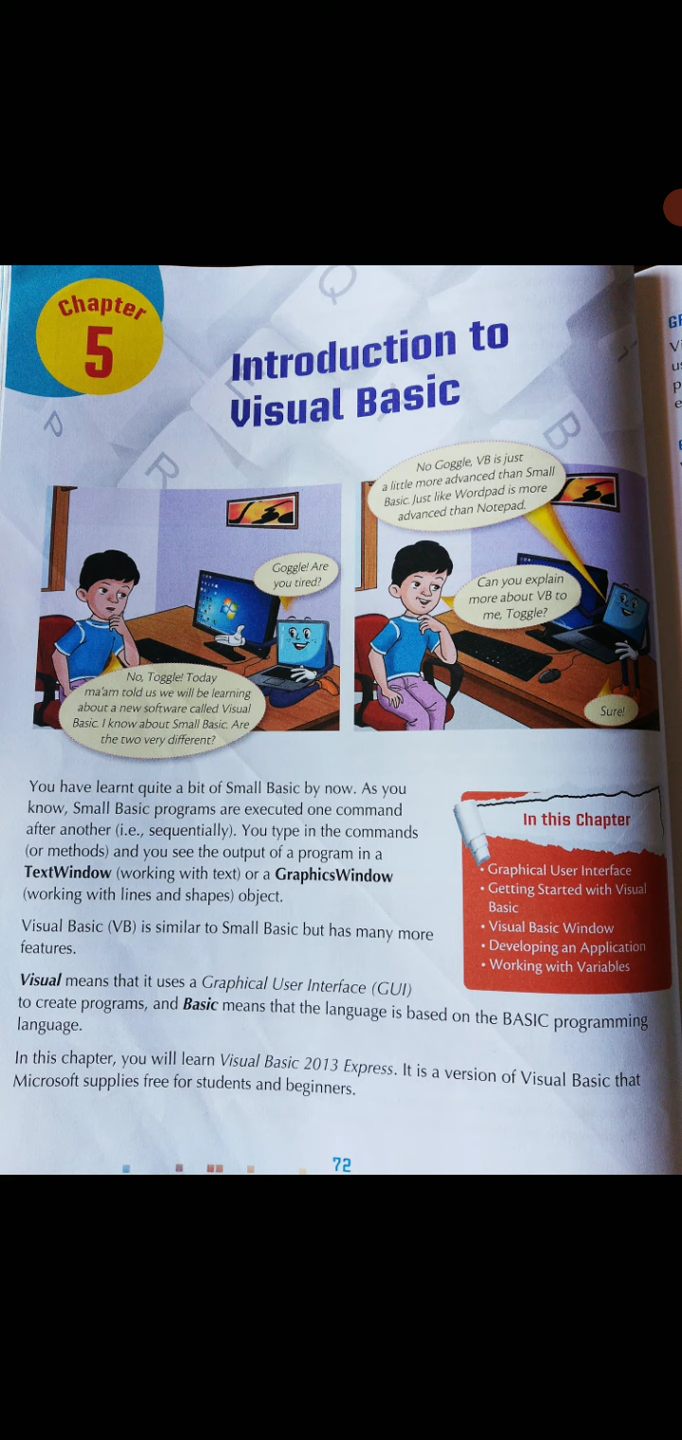 Chapter
5
Introduction to
Visual Basic
Goggle! Are
you tired?
No, Toggle! Today
ma'am told us we will be learning
about a new software called Visual
Basic. I know about Small Basic. Are
the two very different?
No Goggle, VB is just
a little more advanced than Small
Basic. Just like Wordpad is more
advanced than Notepad.
Can you explain
more about VB to
me, Toggle?
Sure!
You have learnt quite a bit of Small Basic by now. As you
know, Small Basic programs are executed one command
after another (i.e., sequentially). You type in the commands
(or methods) and you see the output of a program in a
TextWindow (working with text) or a GraphicsWindow
(working with lines and shapes) object.
Visual Basic (VB) is similar to Small Basic but has many more
features.
Visual means that it uses a Graphical User Interface (GUI)
to create programs, and Basic means that the language is based on the BASIC programming
language.
In this chapter, you will learn Visual Basic 2013 Express. It is a version of Visual Basic that
Microsoft supplies free for students and beginners.
In this Chapter
• Graphical User Interface
• Getting Started with Visual
Basic
• Visual Basic Window
• Developing an Application
• Working with Variables
72